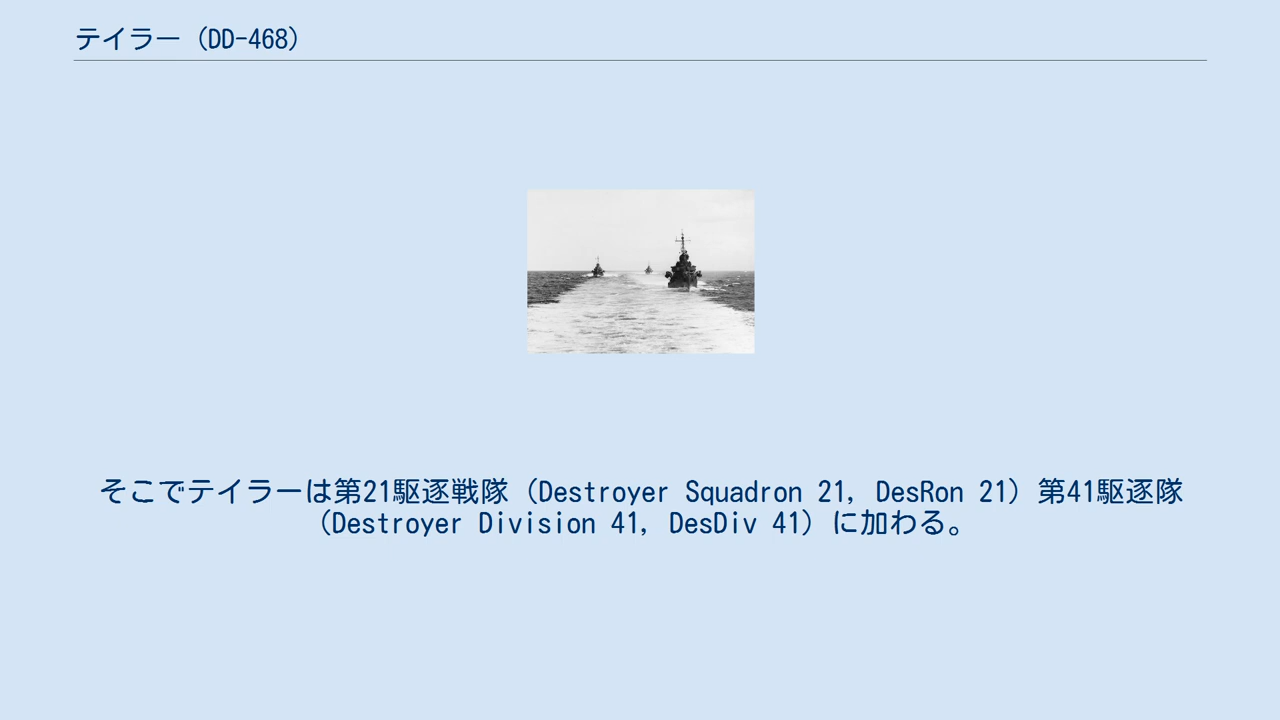 テイラー（DD-468）
そこでテイラーは第21駆逐戦隊（Destroyer Squadron 21, DesRon 21）第41駆逐隊
（Destroyer Division 41, DesDiv 41）に加わる。